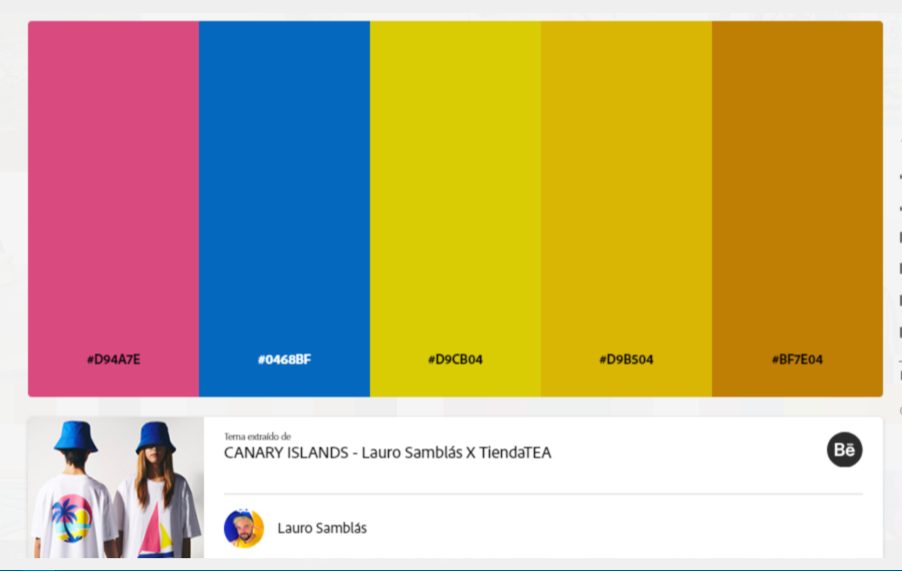 #D94A7E
#0468BF
#D9CB04
#D9B504
#BF7E04
Tema extraído de
CANARY ISLANDS - Lauro Samblás X TiendaTEA
Bē
Lauro Samblás